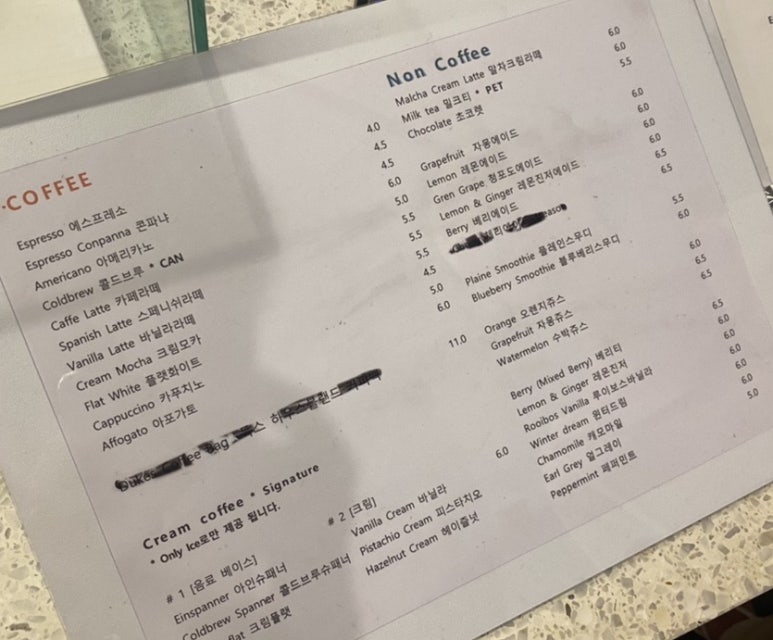 ·COFFEE
Espresso 에스프레소 4.0
Espresso Conpanna 콘파냐 4.5
Americano 아메리카노 4.5
Coldbrew 콜드브루 * CAN 6.0
Caffe Latte 카페라떼 5.0
Spanish Latte 스페니쉬라떼 5.5
Vanilla Latte 바닐라라떼 5.5
Cream Mocha 크림모카 5.5
Flat White 플랫화이트 4.5
Cappuccino 카푸치노 5.0
Affogato 아포가토 6.0
11.0
Cream coffee * Signature 6.0
* Only Ice로만 제공 됩니다.
# 1 [음료 베이스]
Einspanner 아인슈패너
Coldbrew Spanner 콜드브루슈패너
크림플랫
# 2 [크림]
Vanilla Cream 바닐라
Pistachio Cream 피스타치오
Hazelnut Cream 헤이즐넛
Non Coffee
Malcha Cream Latte 말차크림라떼 6.0
Milk tea 밀크티 * PET 6.0
Chocolate 초코렛 5.5
Grapefruit 자몽에이드 6.0
Lemon 레몬에이드 6.0
Gren Grape 청포도에이드 6.0
Lemon & Ginger 레몬진저에이드 6.5
Berry 베리에이드 6.5
Plaine Smoothie 플레인스무디 5.5
Blueberry Smoothie 블루베리스무디 6.0
Orange 오렌지쥬스 6.0
Grapefruit 자몽쥬스 6.5
Watermelon 수박쥬스 6.5
Berry (Mixed Berry) 베리티 6.5
Lemon & Ginger 레몬진저 6.0
Rooibos Vanilla 루이보스바닐라 6.0
Winter dream 윈터드림 6.0
Chamomile 캐모마일 6.0
Earl Grey 얼그레이 6.0
Peppermint 페퍼민트 5.0